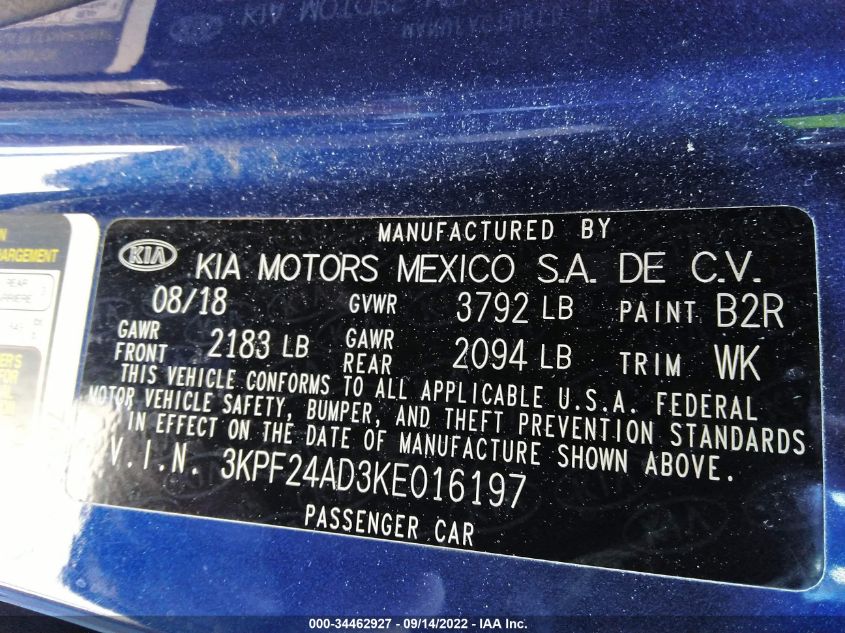 MANUFACTURED BY
KIA KIA MOTORS MEXICO S.A. DE C.V.
08/18 GVWR 3792 LB PAINT B2R
GAWR FRONT 2183 LB GAWR REAR 2094 LB TRIM WK
THIS VEHICLE CONFORMS TO ALL APPLICABLE U.S.A. FEDERAL
MOTOR VEHICLE SAFETY, BUMPER, AND THEFT PREVENTION STANDARDS
IN EFFECT ON THE DATE OF MANUFACTURE SHOWN ABOVE.
V.I.N. 3KPF24AD3KE016197
PASSENGER CAR
REAR
000-34462927 - 09/14/2022 - IAA Inc.